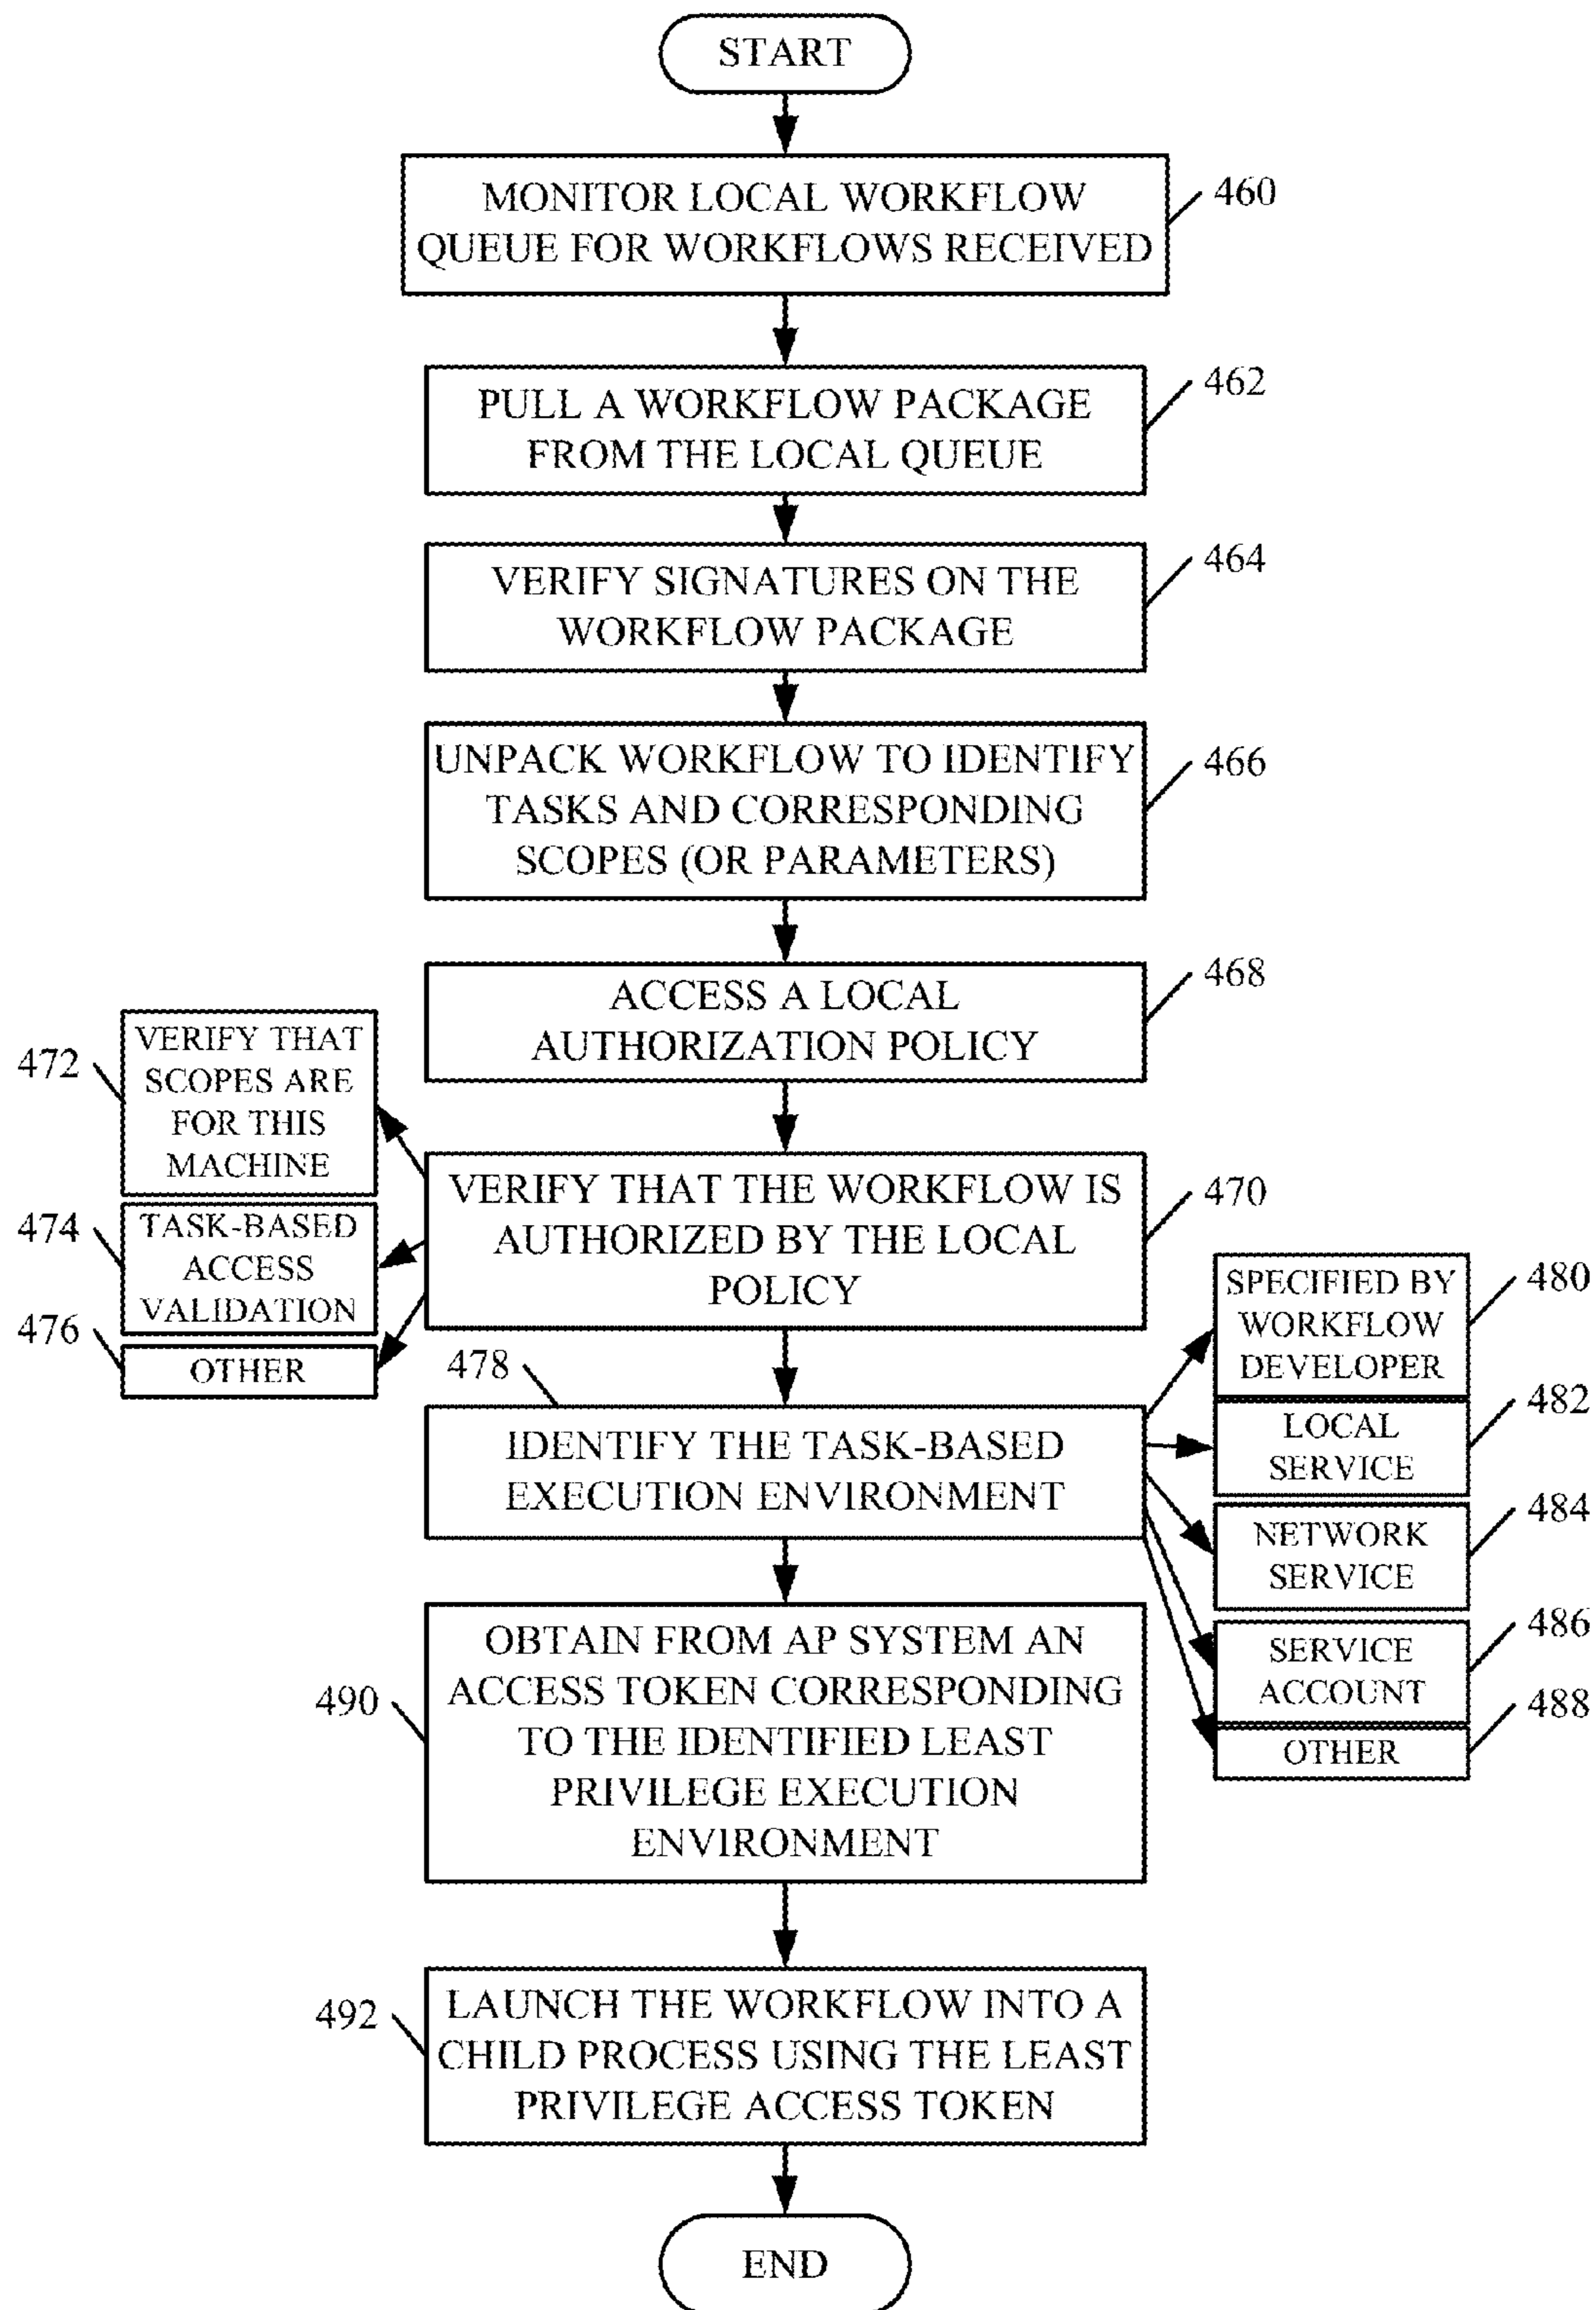 START
MONITOR LOCAL WORKFLOW
QUEUE FOR WORKFLOWS RECEIVED
460
PULL A WORKFLOW PACKAGE
FROM THE LOCAL QUEUE
462
VERIFY SIGNATURES ON THE
WORKFLOW PACKAGE
464
UNPACK WORKFLOW TO IDENTIFY
TASKS AND CORRESPONDING
SCOPES (OR PARAMETERS)
466
ACCESS A LOCAL
AUTHORIZATION POLICY
468
VERIFY THAT
SCOPES ARE
FOR THIS
MACHINE
472
TASK-BASED
ACCESS
VALIDATION
474
OTHER
476
VERIFY THAT THE WORKFLOW IS
AUTHORIZED BY THE LOCAL
POLICY
470
478
IDENTIFY THE TASK-BASED
EXECUTION ENVIRONMENT
SPECIFIED BY
WORKFLOW
DEVELOPER
480
LOCAL
SERVICE
482
NETWORK
SERVICE
484
SERVICE
ACCOUNT
486
OTHER
488
490
OBTAIN FROM AP SYSTEM AN
ACCESS TOKEN CORRESPONDING
TO THE IDENTIFIED LEAST
PRIVILEGE EXECUTION
ENVIRONMENT
492
LAUNCH THE WORKFLOW INTO A
CHILD PROCESS USING THE LEAST
PRIVILEGE ACCESS TOKEN
END